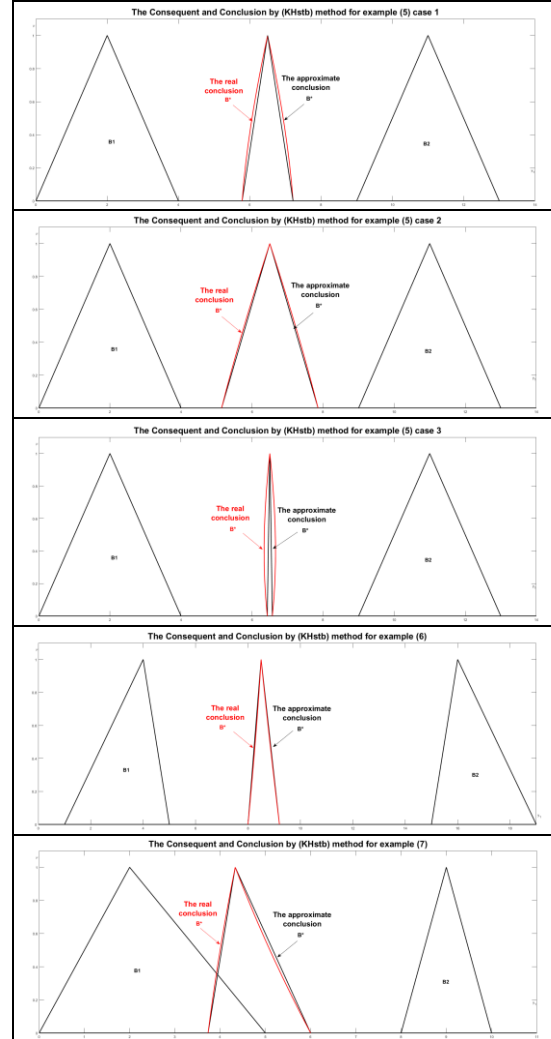 The Consequent and Conclusion by (KHstb) method for example (5) case 1
The real
conclusion
B*
The approximate
conclusion
B*
B1
B2
The Consequent and Conclusion by (KHstb) method for example (5) case 2
The real
conclusion
B*
The approximate
conclusion
B*
B1
B2
The Consequent and Conclusion by (KHstb) method for example (5) case 3
The real
conclusion
B*
The approximate
conclusion
B*
B1
B2
The Consequent and Conclusion by (KHstb) method for example (6)
The real
conclusion
B*
The approximate
conclusion
B*
B1
B2
The Consequent and Conclusion by (KHstb) method for example (7)
The real
conclusion
B*
The approximate
conclusion
B*
B1
B2